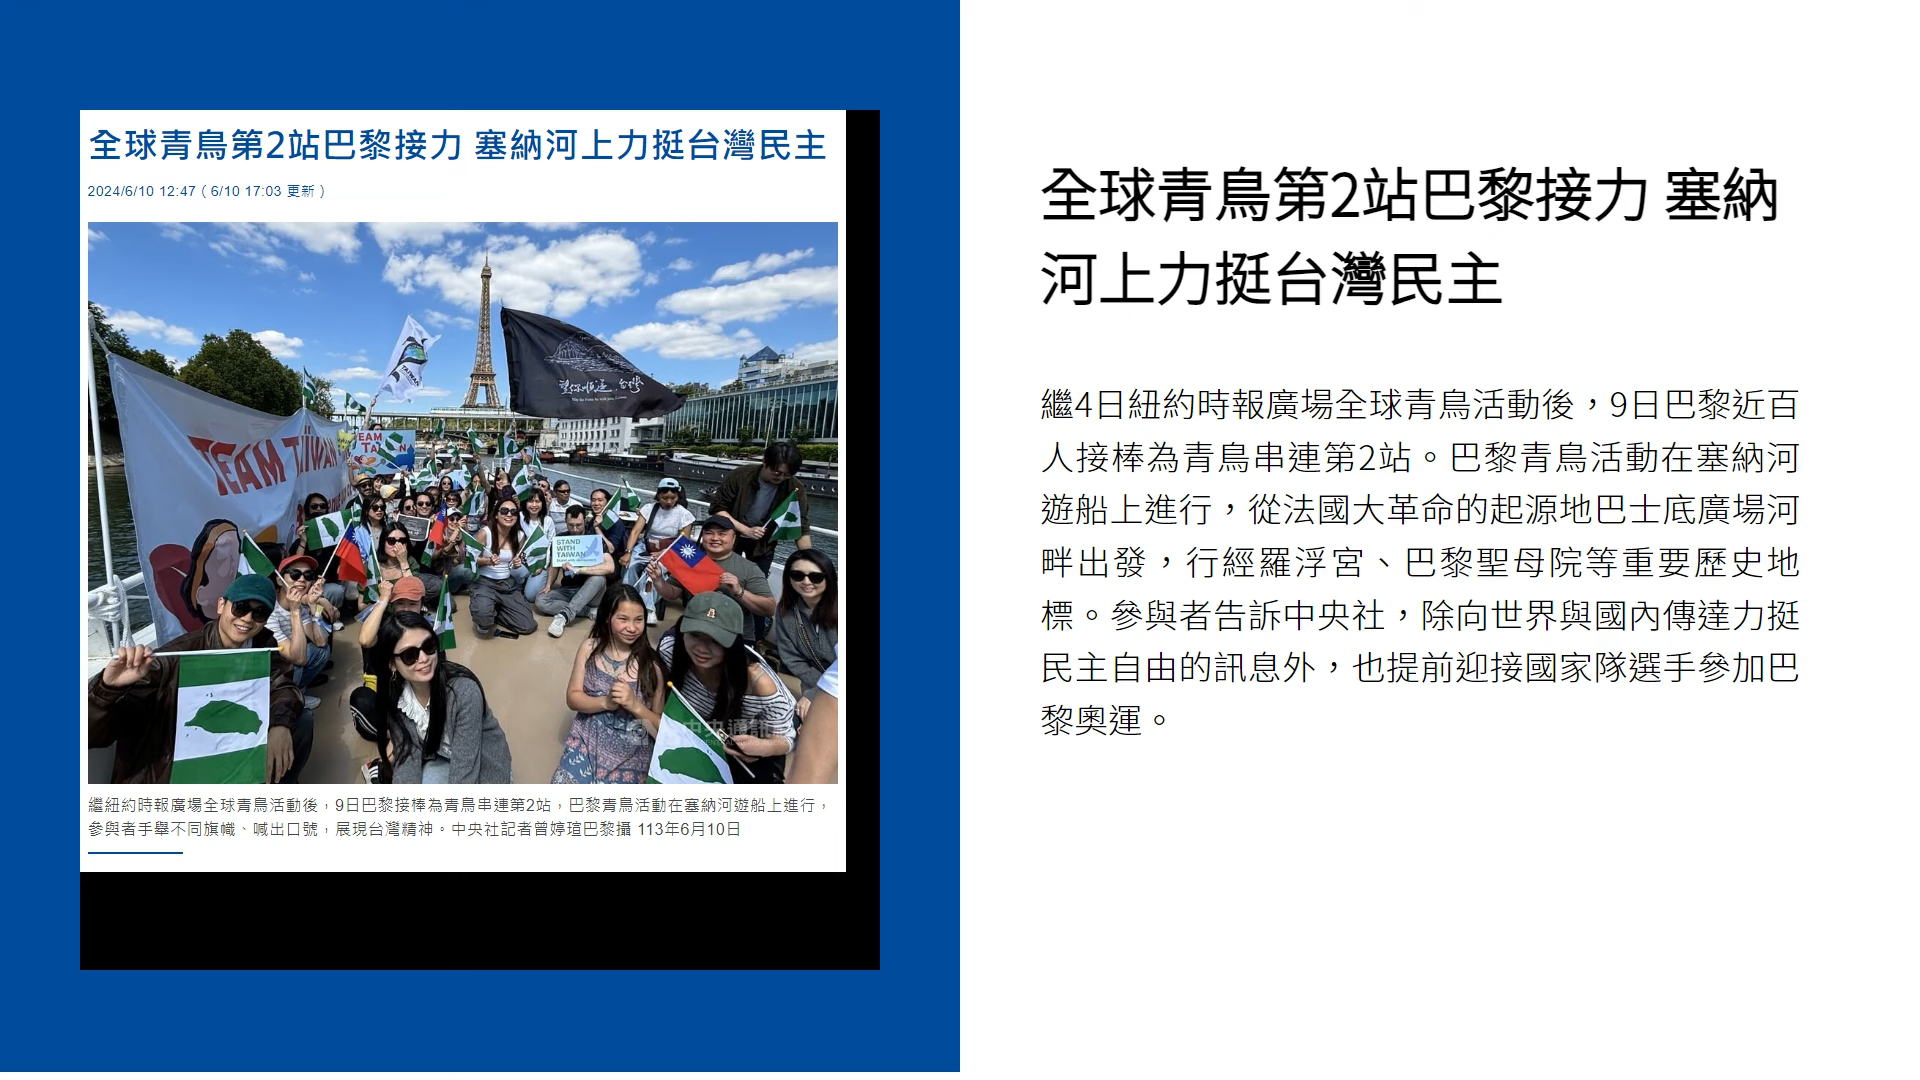 全球青鳥第2站巴黎接力 塞納河上力挺台灣民主
2024/6/10 12:47（6/10 17:03 更新）
TEAM TAIWAN
TAIWAN
望你順遂 台灣
TEAM
STAND
WITH
TAIWAN
中央通訊
繼紐約時報廣場全球青鳥活動後，9日巴黎接棒為青鳥串連第2站，巴黎青鳥活動在塞納河遊船上進行，
參與者手舉不同旗幟、喊出口號，展現台灣精神。中央社記者曾婷瑄巴黎攝 113年6月10日
全球青鳥第2站巴黎接力 塞納
河上力挺台灣民主
繼4日紐約時報廣場全球青鳥活動後，9日巴黎近百
人接棒為青鳥串連第2站。巴黎青鳥活動在塞納河
遊船上進行，從法國大革命的起源地巴士底廣場河
畔出發，行經羅浮宮、巴黎聖母院等重要歷史地
標。參與者告訴中央社，除向世界與國內傳達力挺
民主自由的訊息外，也提前迎接國家隊選手參加巴
黎奧運。